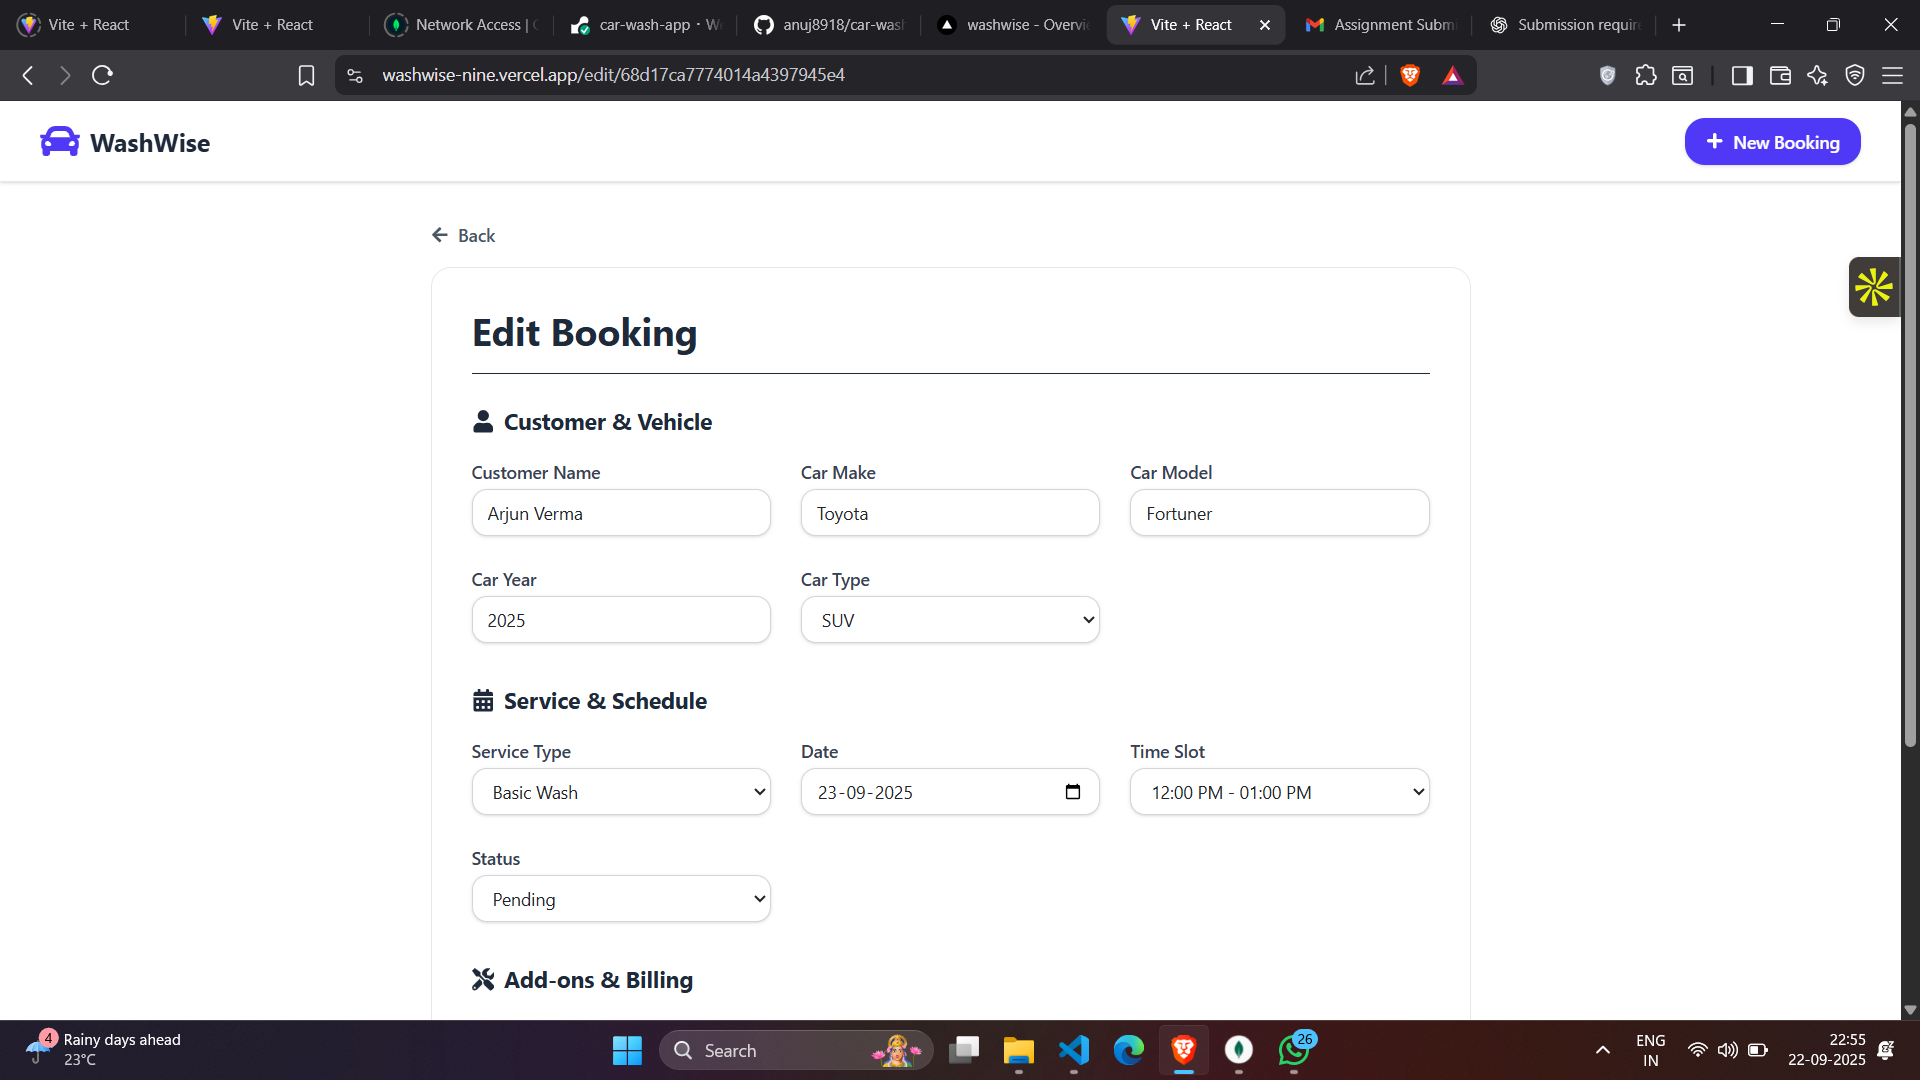 Vite + React
Vite + React
Network Access |
car-wash-app · W
anuj8918/car-wash
washwise - Overvi
Vite + React
Assignment Subm
Submission require
washwise-nine.vercel.app/edit/68d17ca7774014a4397945e4
WashWise
New Booking
Back
Edit Booking
Customer & Vehicle
Customer Name
Car Make
Car Model
Arjun Verma
Toyota
Fortuner
Car Year
Car Type
2025
SUV
Service & Schedule
Service Type
Date
Time Slot
Basic Wash
23-09-2025
12:00 PM - 01:00 PM
Status
Pending
Add-ons & Billing
4
Rainy days ahead
23°C
Search
26
ENG
IN
22:55
22-09-2025